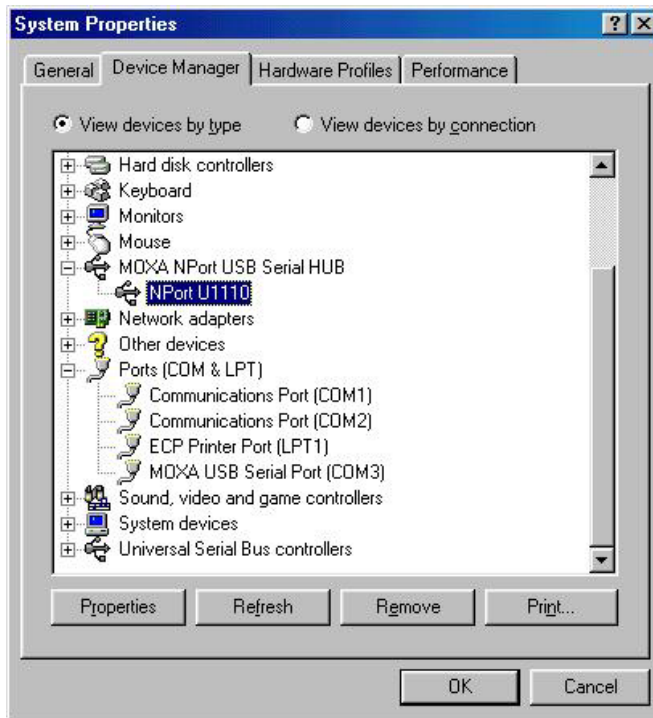 System Properties
General Device Manager Hardware Profiles Performance
View devices by type View devices by connection
Hard disk controllers
Keyboard
Monitors
Mouse
MOXA NPort USB Serial HUB
NPort U1110
Network adapters
Other devices
Ports (COM & LPT)
Communications Port (COM1)
Communications Port (COM2)
ECP Printer Port (LPT1)
MOXA USB Serial Port (COM3)
Sound, video and game controllers
System devices
Universal Serial Bus controllers
Properties Refresh Remove Print...
OK Cancel